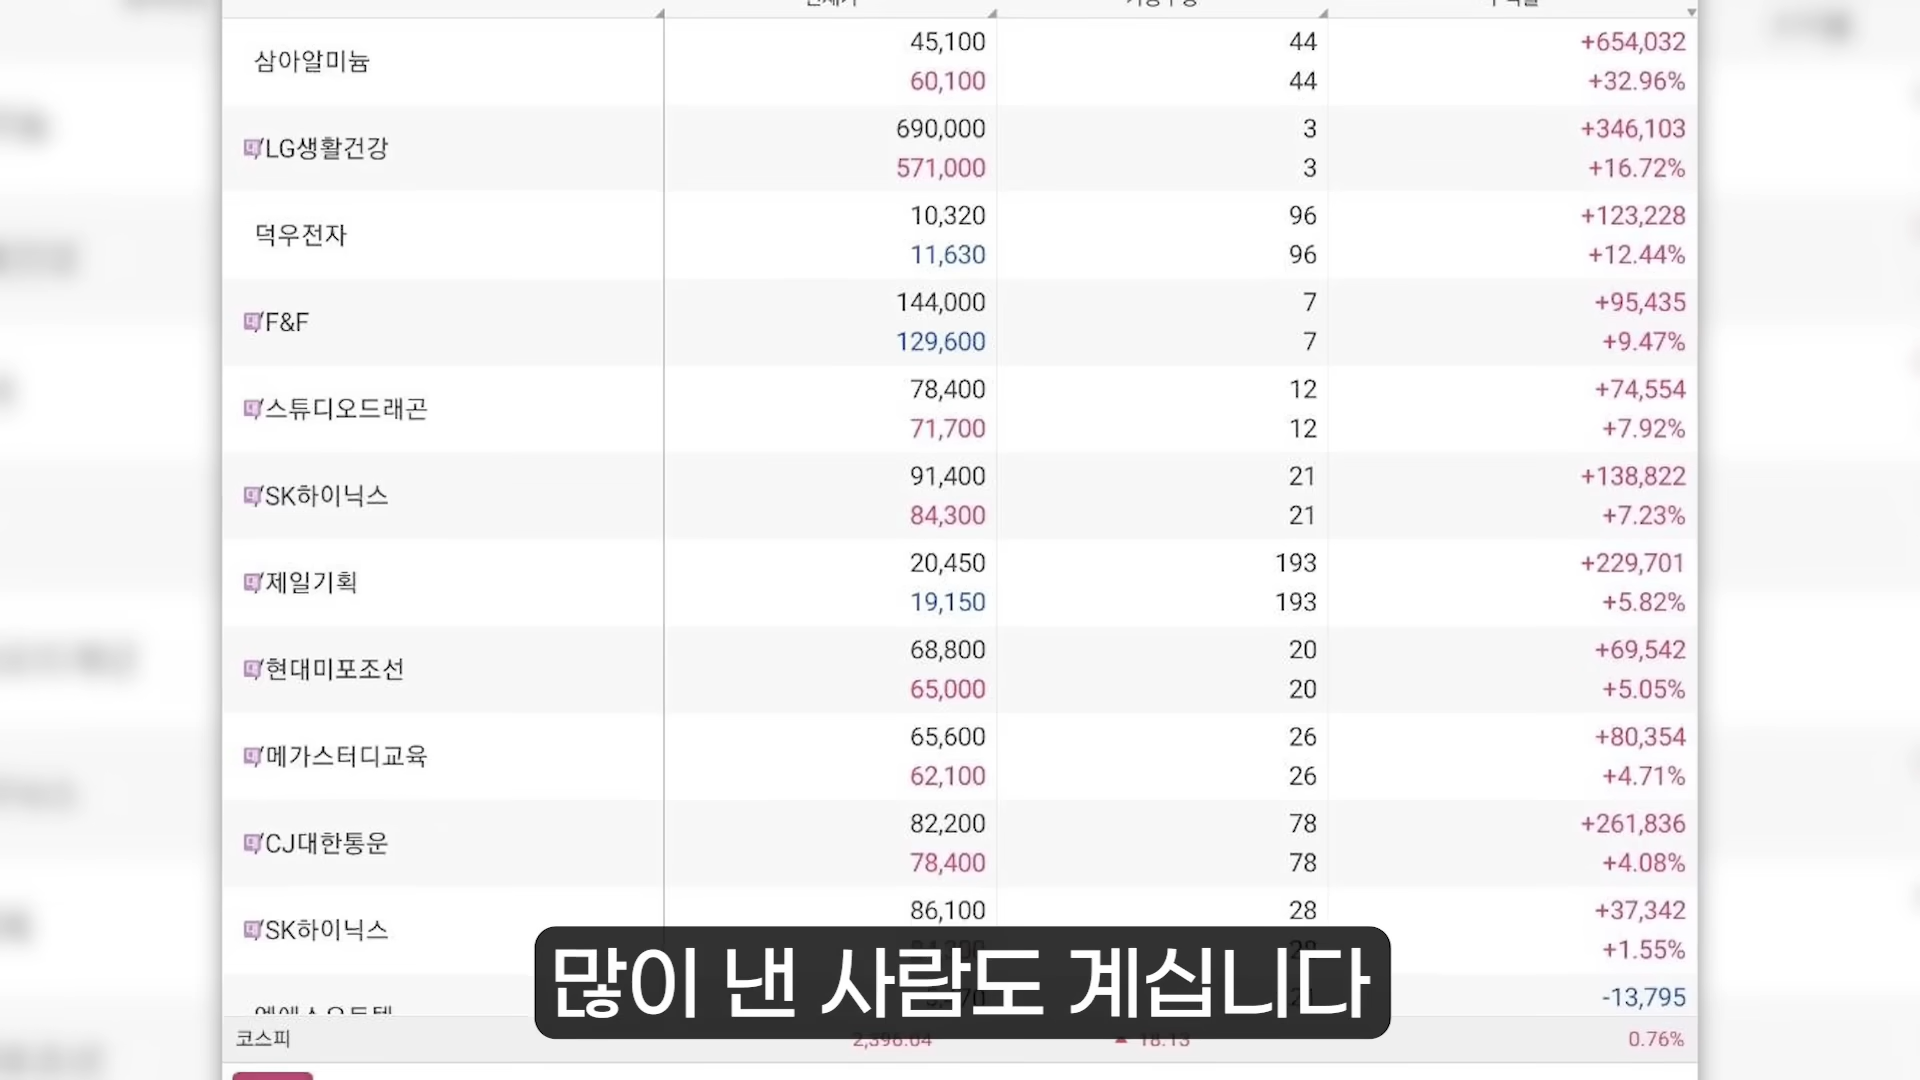 삼아알미늄 45,100 44 +654,032
60,100 44 +32.96%
LG생활건강 690,000 3 +346,103
571,000 3 +16.72%
덕우전자 10,320 96 +123,228
11,630 96 +12.44%
F&F 144,000 7 +95,435
129,600 7 +9.47%
스튜디오드래곤 78,400 12 +74,554
71,700 12 +7.92%
SK하이닉스 91,400 21 +138,822
84,300 21 +7.23%
제일기획 20,450 193 +229,701
19,150 193 +5.82%
현대미포조선 68,800 20 +69,542
65,000 20 +5.05%
메가스터디교육 65,600 26 +80,354
62,100 26 +4.71%
CJ대한통운 82,200 78 +261,836
78,400 78 +4.08%
SK하이닉스 86,100 28 +37,342
+1.55%
-13,795
많이 낸 사람도 계십니다
코스피 2,396.04 ▲ 18.13 0.76%